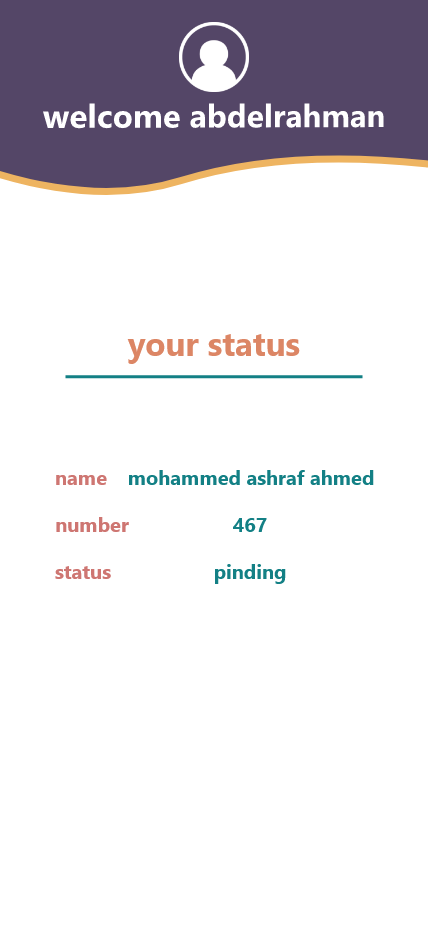 welcome abdelrahman
your status
name mohammed ashraf ahmed
number 467
status pinding